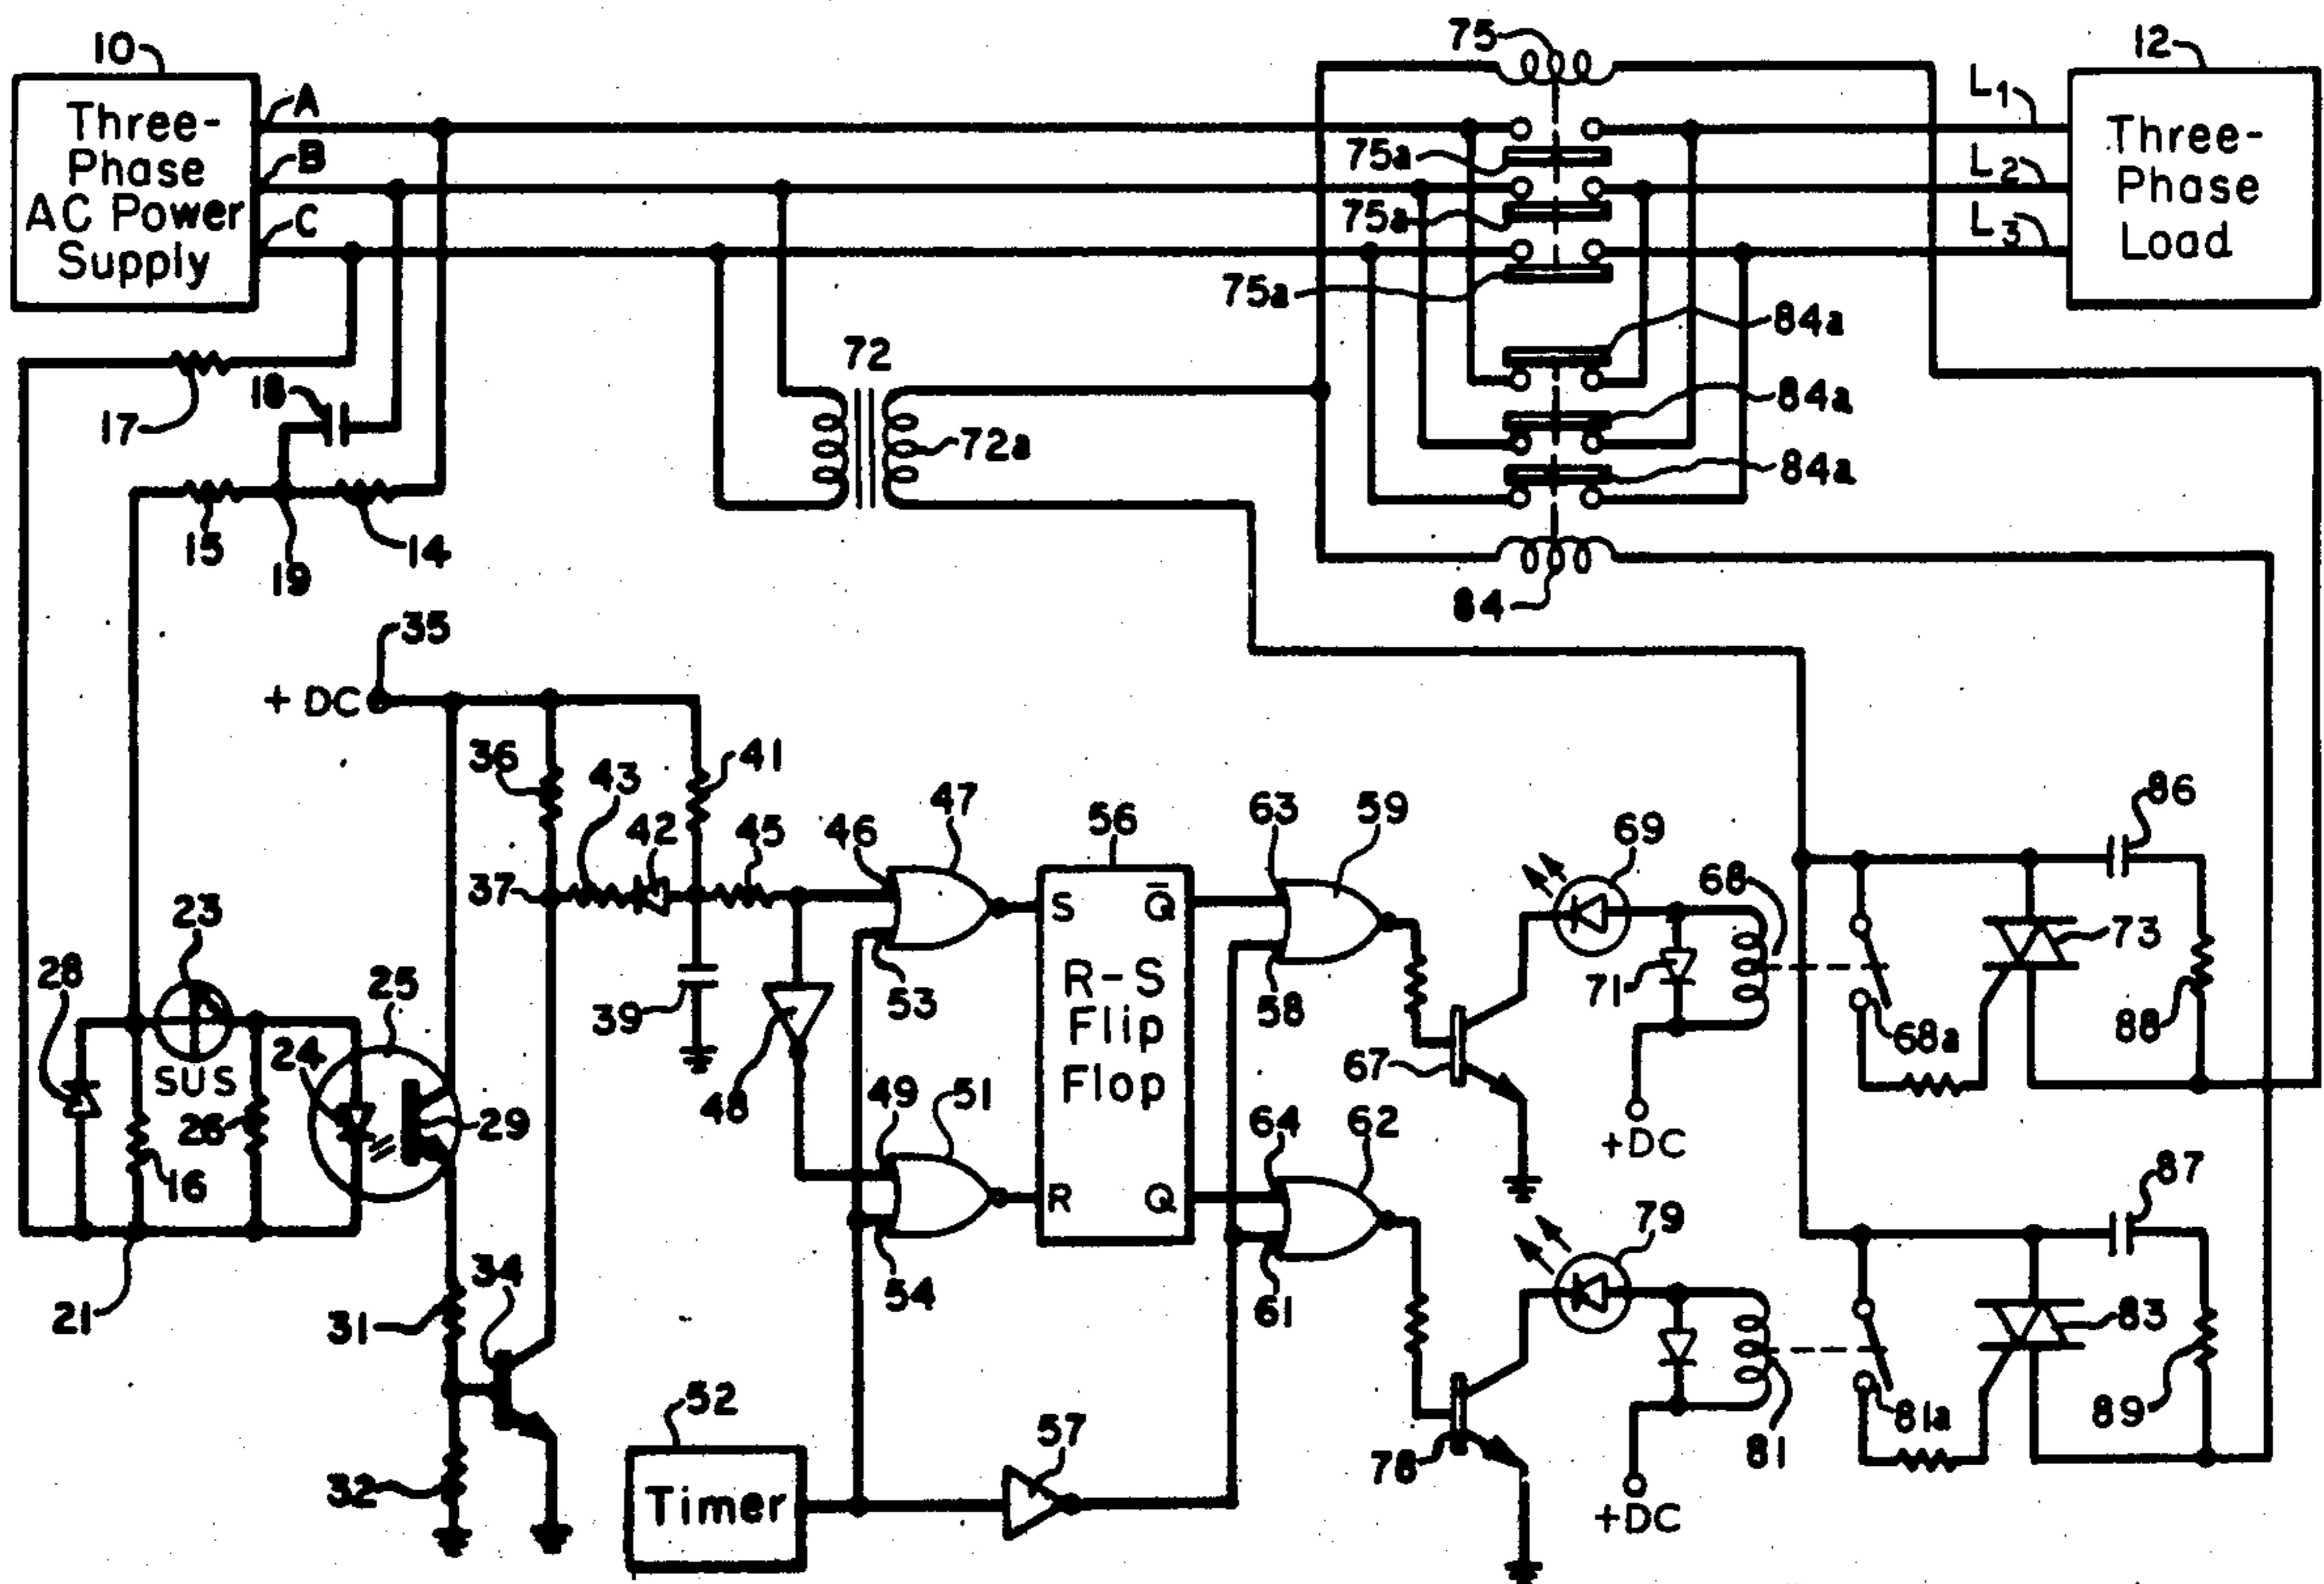 10
Three-
Phase
AC Power
Supply
A
B
C
75
12
Three-
Phase
Load
L1
L2
L3
75a
75a
75a
84a
84a
84a
72
72a
84
18
17
15
19
14
35
+ DC
36
43
42
41
45
37
39
46
47
53
48
49
51
54
56
S
Q̄
R-S
Flip
Flop
R
Q
63
59
58
64
62
61
69
68
71
67
+DC
68a
73
86
88
79
78
81
+DC
81a
83
87
89
28
23
SUS
24
25
26
29
16
21
31
34
32
52
Timer
57